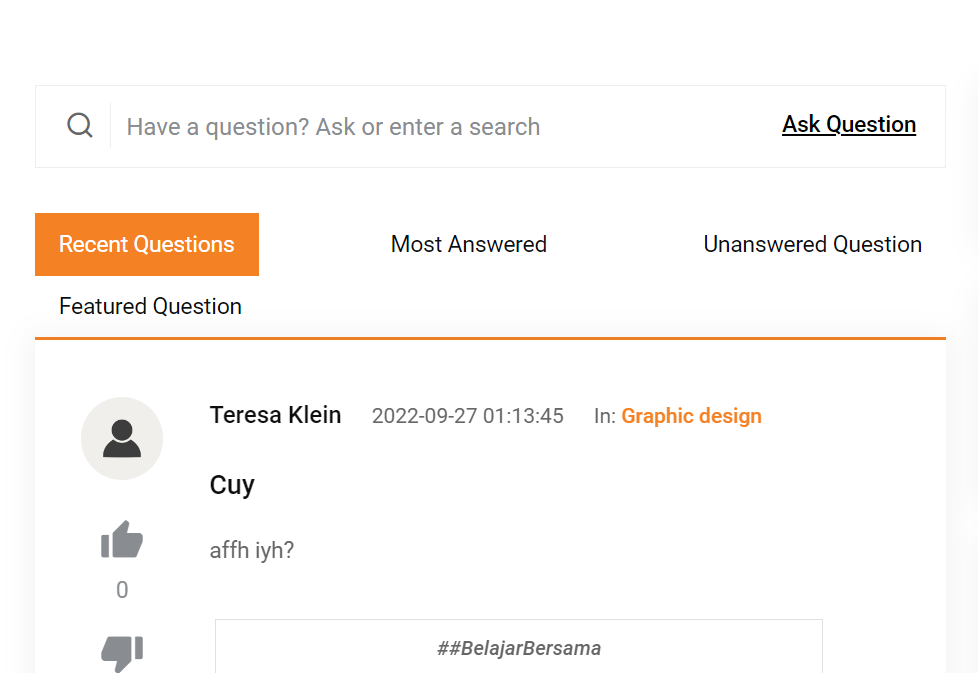 Have a question? Ask or enter a search Ask Question
Recent Questions Most Answered Unanswered Question
Featured Question
Teresa Klein 2022-09-27 01:13:45 In: Graphic design
Cuy
affh iyh?
0
##BelajarBersama